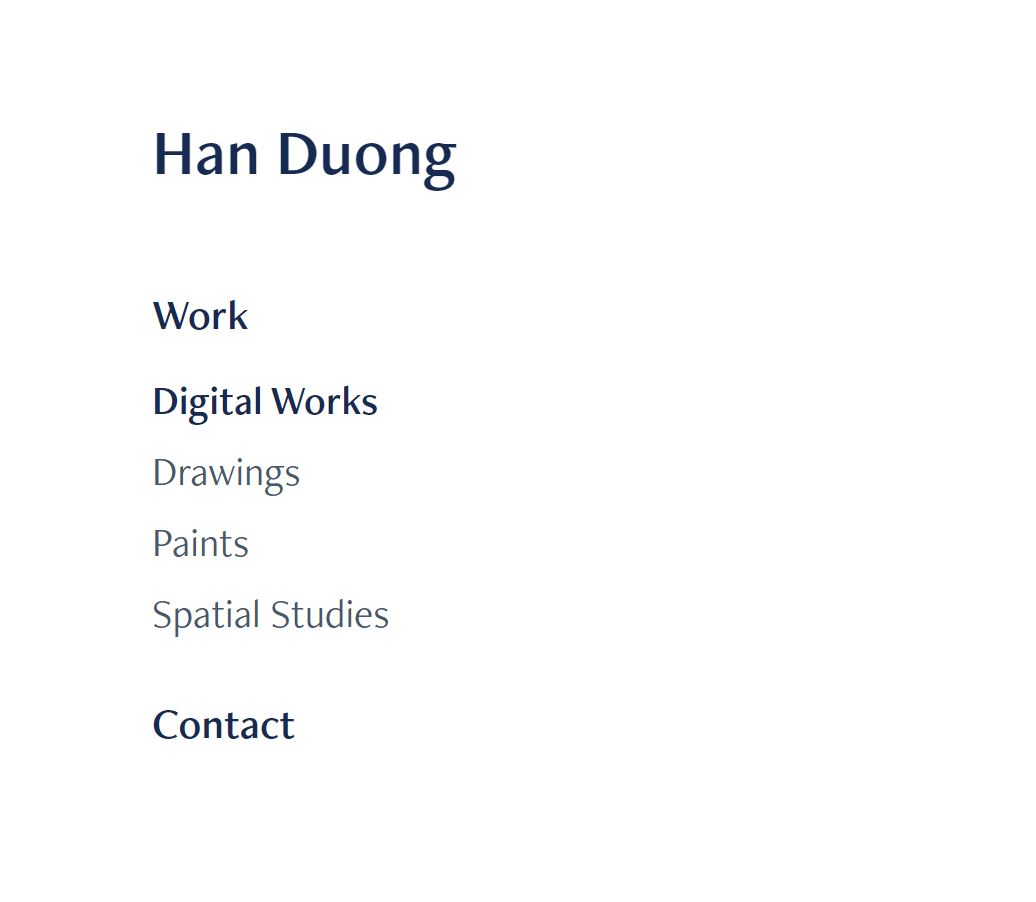 Han Duong
Work
Digital Works
Drawings
Paints
Spatial Studies
Contact